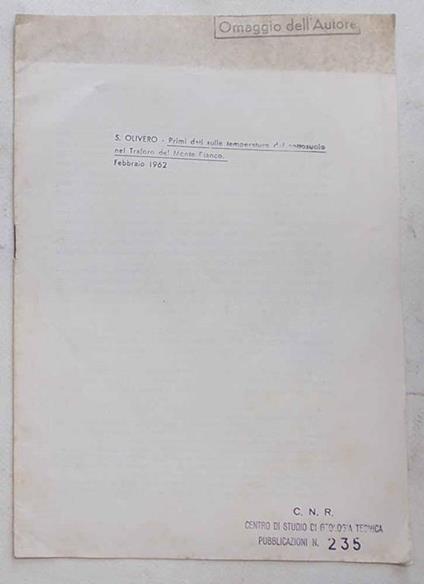 Omaggio dell'Autore
S. OLIVERO - Primi dati sulle temperature del sottosuolo
nel Traforo del Monte Bianco.
Febbraio 1962
C. N. R.
CENTRO DI STUDIO DI GEOLOGIA TECNICA
PUBBLICAZIONI N. 235